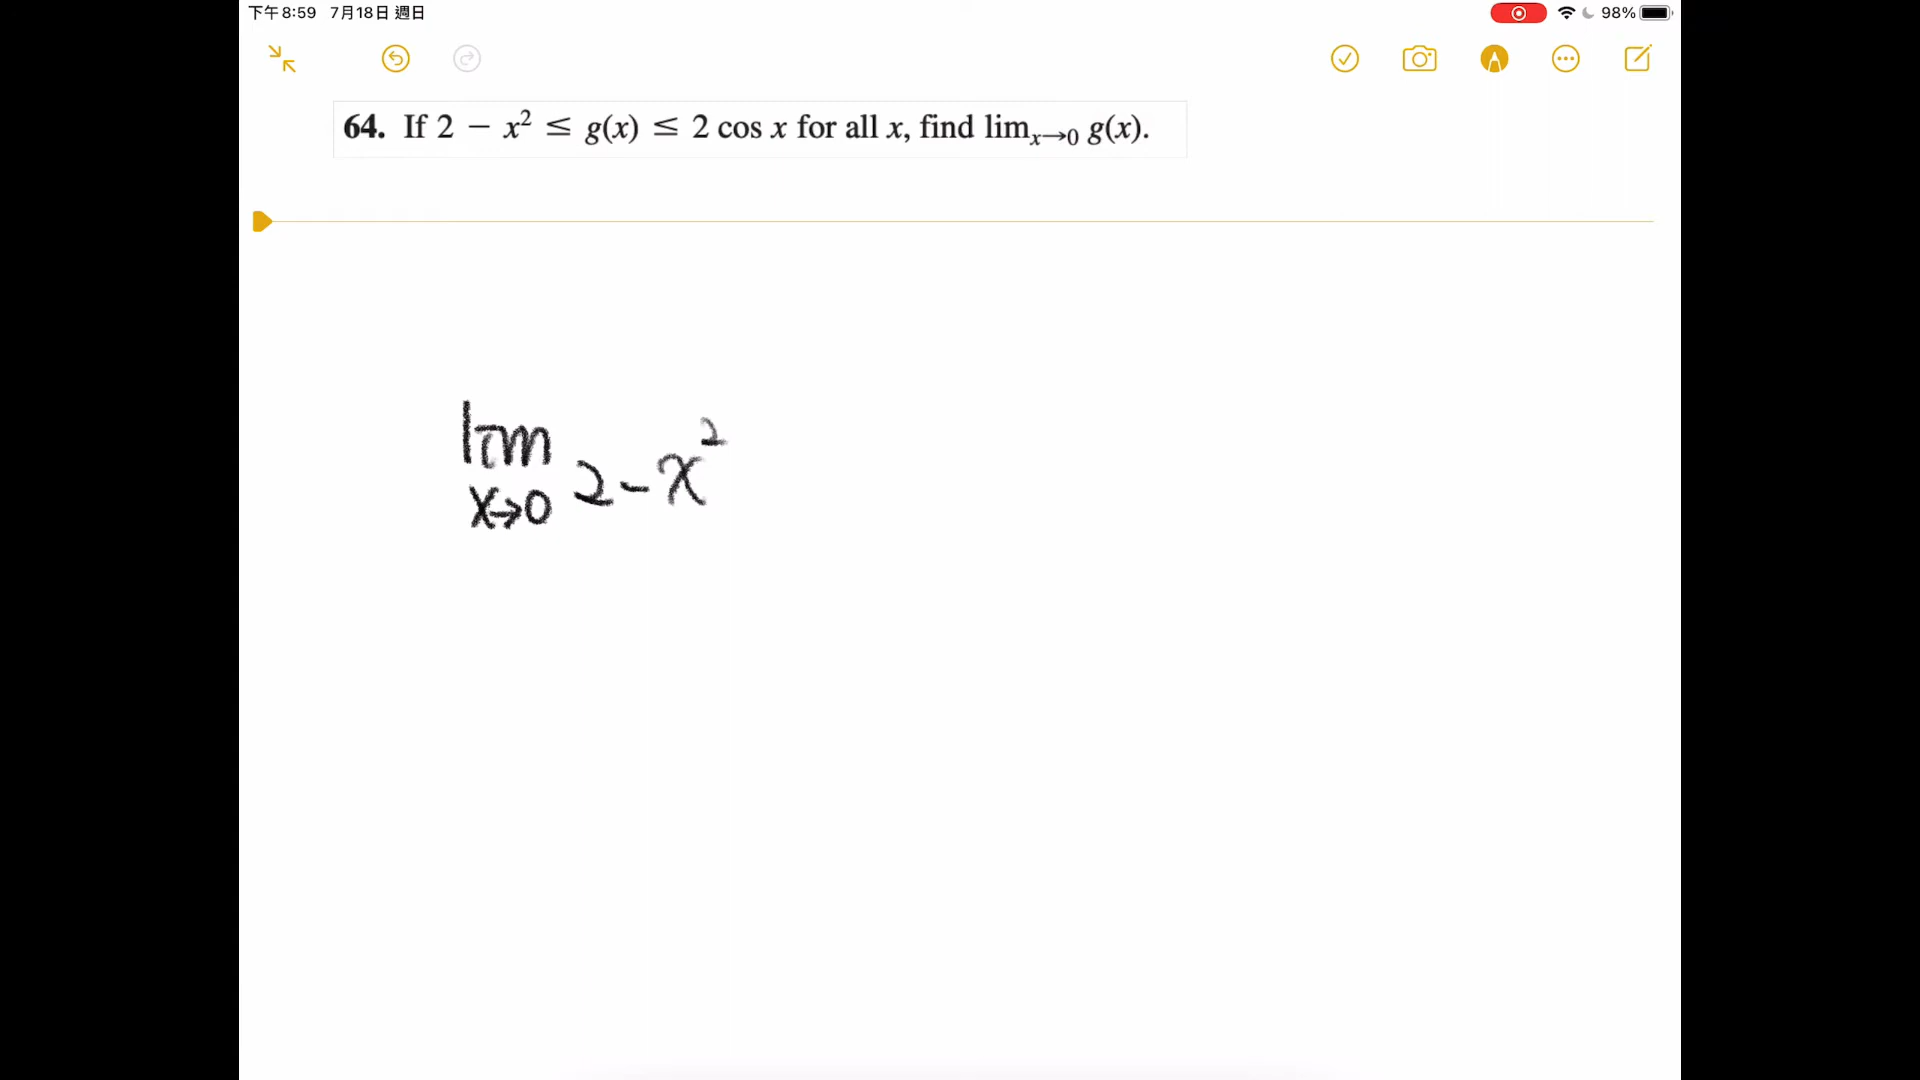 下午8:59 7月18日 週日 98%
64. If 2 − x² ≤ g(x) ≤ 2 cos x for all x, find limₓ→₀ g(x).
lim 2−x²
x→0